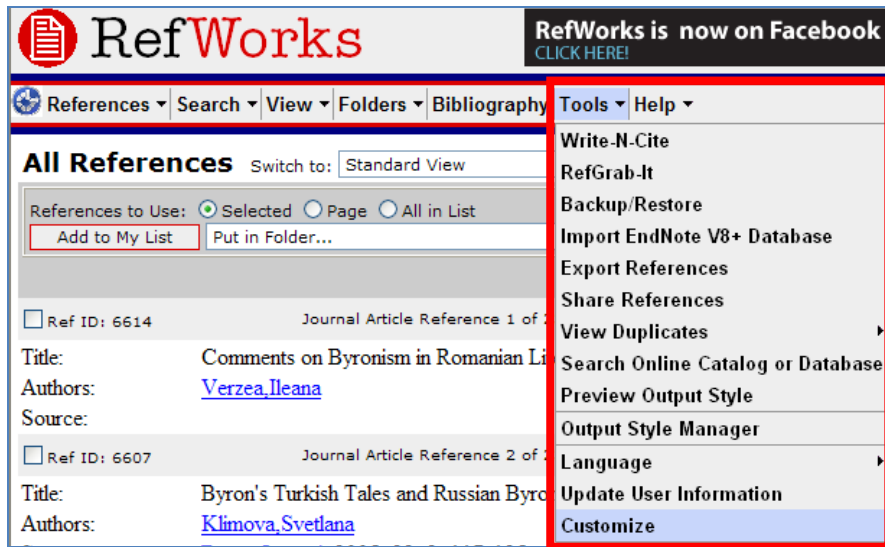 RefWorks
RefWorks is now on Facebook
CLICK HERE!
References Search View Folders Bibliography Tools Help
All References Switch to: Standard View
References to Use: Selected Page All in List
Add to My List Put in Folder...
Ref ID: 6614 Journal Article Reference 1 of
Title: Comments on Byronism in Romanian
Authors: Verzea,Ileana
Source:
Ref ID: 6607 Journal Article Reference 2 of
Title: Byron's Turkish Tales and Russian
Authors: Klimova,Svetlana
Write-N-Cite
RefGrab-It
Backup/Restore
Import EndNote V8+ Database
Export References
Share References
View Duplicates
Search Online Catalog or Database
Preview Output Style
Output Style Manager
Language
Update User Information
Customize